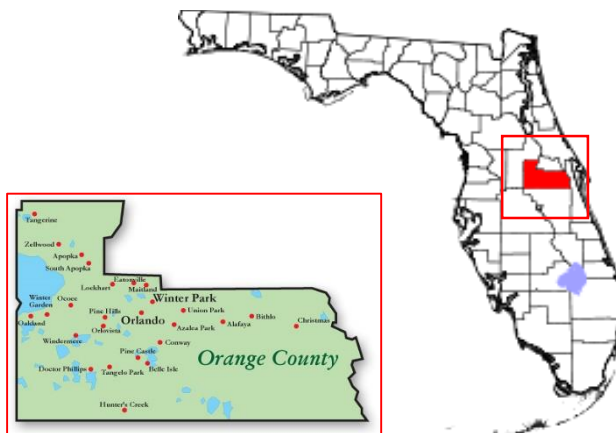 Tangerine
Zellwood
Apopka
South Apopka
Eatonville
Lockhart
Maitland
Winter Park
Winter
Garden
Ocoee
Pine Hills
Union Park
Oakland
Orlando
Bithlo
Christmas
Orlovista
Azalea Park
Alafaya
Windermere
Conway
Pine Castle
Orange County
Doctor Phillips
Tangelo Park
Belle Isle
Hunter's Creek